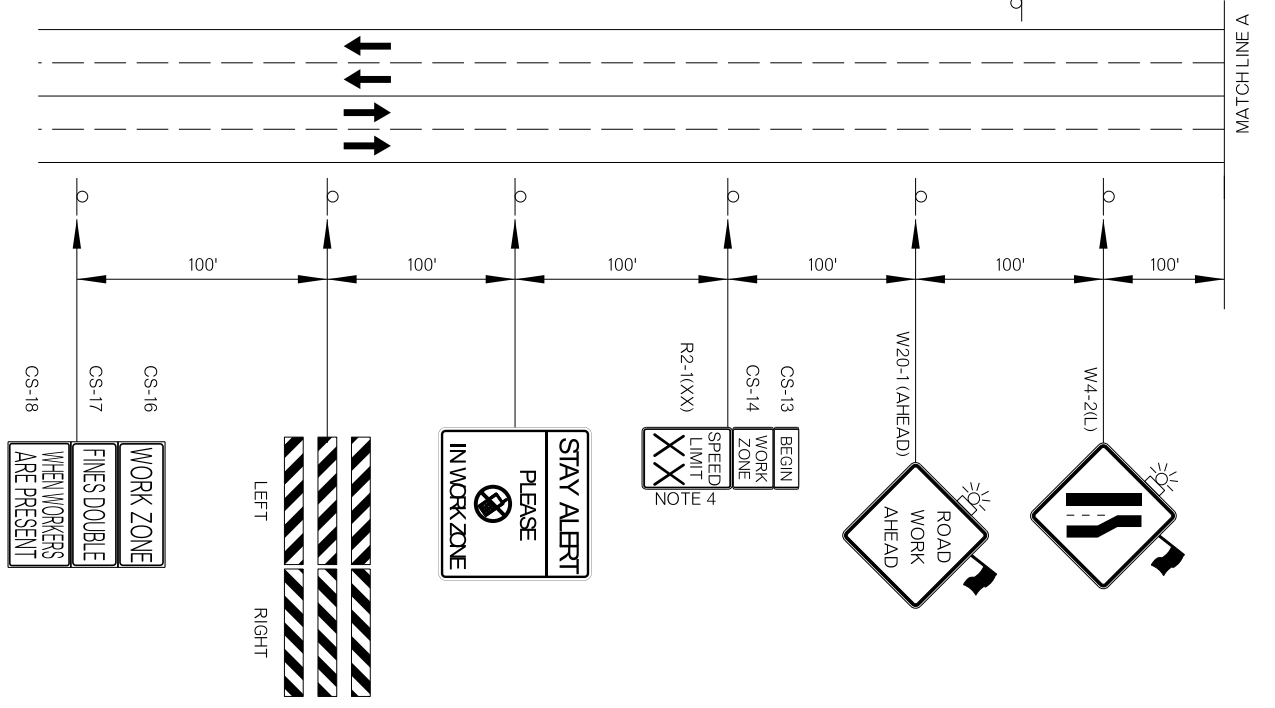 MATCH LINE A
100'
100'
100'
100'
100'
100'
CS-18
CS-17
CS-16
WORK ZONE
FINES DOUBLE
WHEN WORKERS
ARE PRESENT
LEFT
RIGHT
STAY ALERT
PLEASE
IN WORK ZONE
R2-1(XX)
CS-14
CS-13
BEGIN
WORK
ZONE
SPEED
LIMIT
XX
NOTE 4
W20-1 (AHEAD)
ROAD
WORK
AHEAD
W4-2(L)